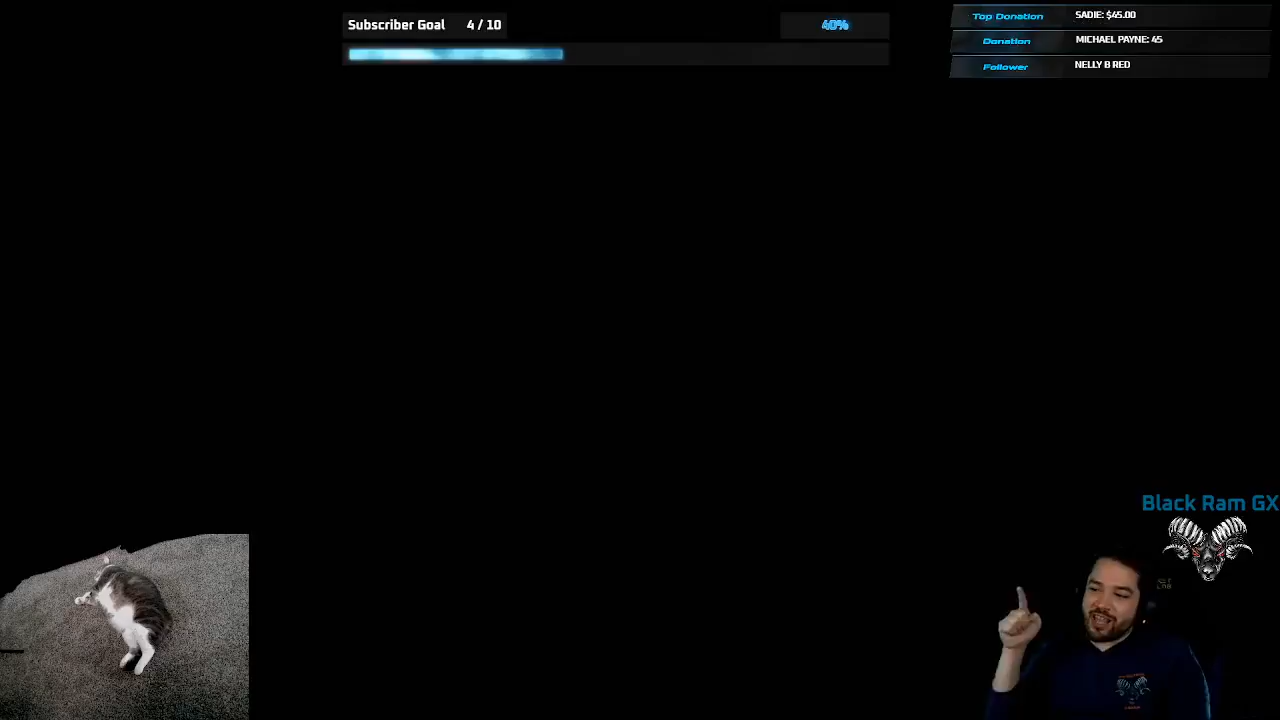 Subscriber Goal 4 / 10
40%
Top Donation SADIE: $45.00
Donation MICHAEL PAYNE: 45
Follower NELLY B RED
Black Ram GX